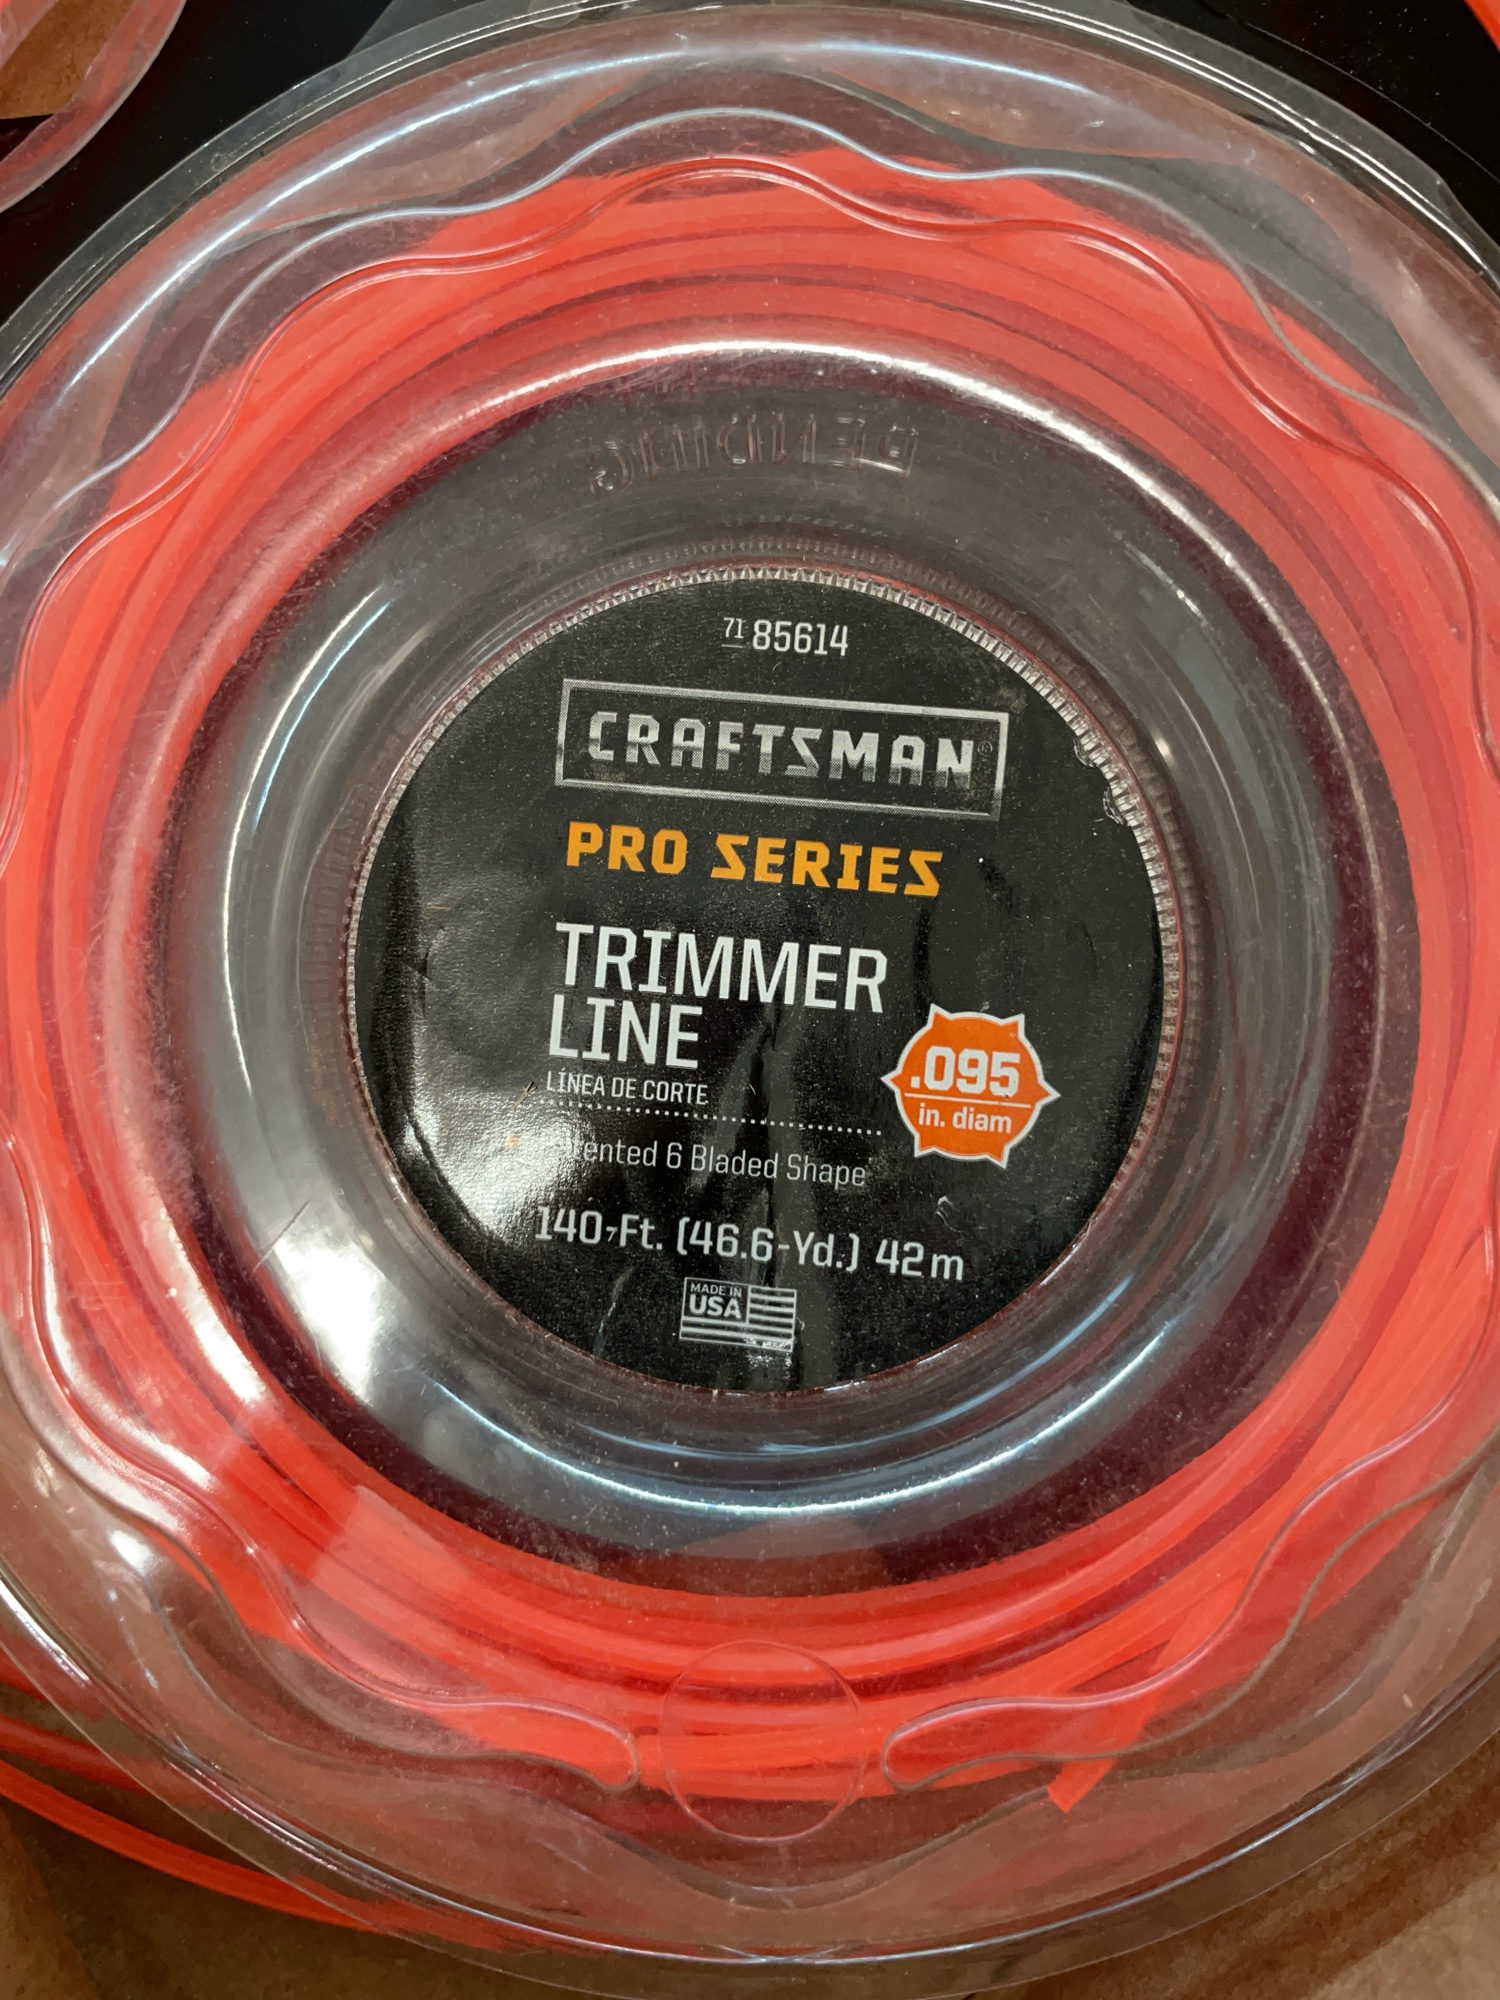 71 85614
CRAFTSMAN®
PRO SERIES
TRIMMER
LINE
LÍNEA DE CORTE
.095
in. diam
6 Bladed Shape
140-Ft. (46.6-Yd.) 42 m
MADE IN
USA